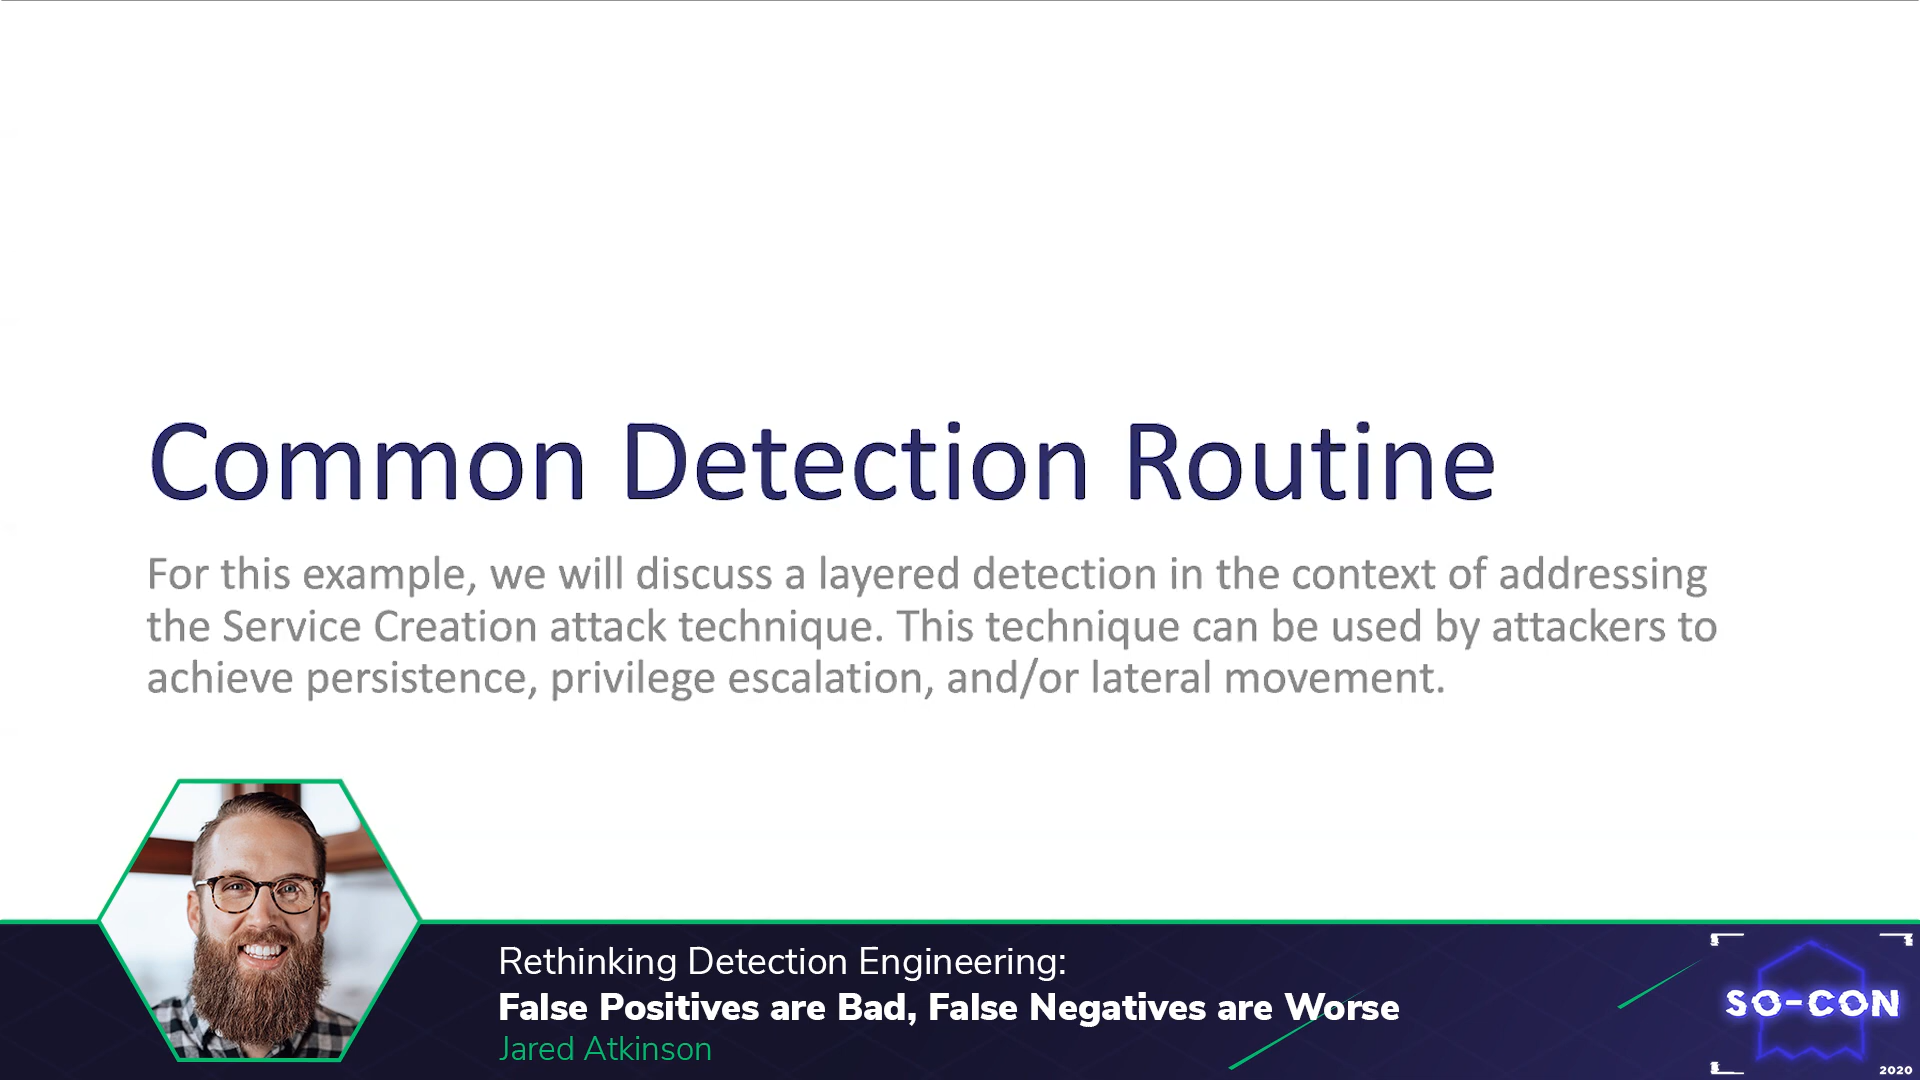 Common Detection Routine
For this example, we will discuss a layered detection in the context of addressing
the Service Creation attack technique. This technique can be used by attackers to
achieve persistence, privilege escalation, and/or lateral movement.
Rethinking Detection Engineering:
False Positives are Bad, False Negatives are Worse
Jared Atkinson
SO-CON
2020